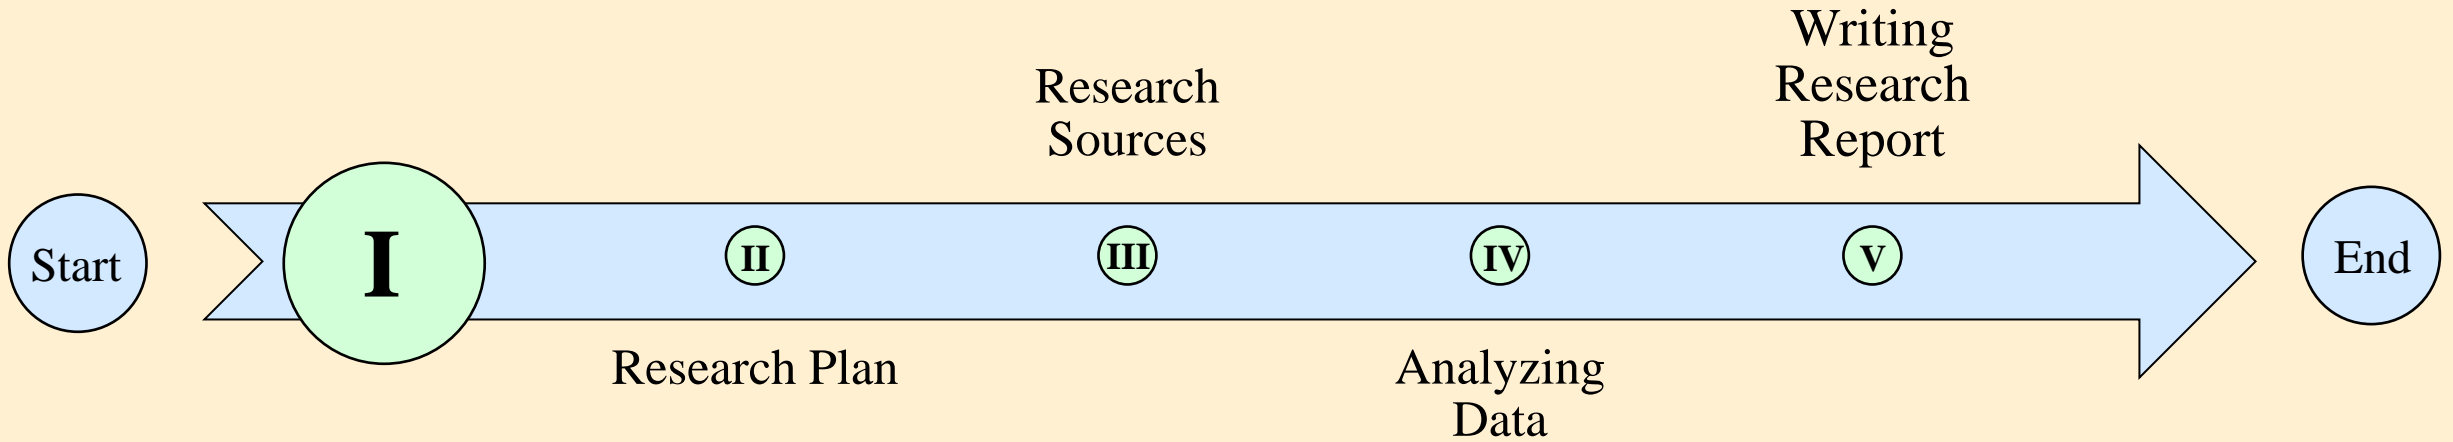 Start
I
II
Research Plan
Research
Sources
III
IV
Analyzing
Data
Writing
Research
Report
V
End